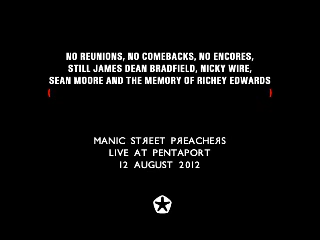 NO REUNIONS, NO COMEBACKS, NO ENCORES,
STILL JAMES DEAN BRADFIELD, NICKY WIRE,
SEAN MOORE AND THE MEMORY OF RICHEY EDWARDS
(                                        )
MANIC STREET PREACHERS
LIVE AT PENTAPORT
12 AUGUST 2012